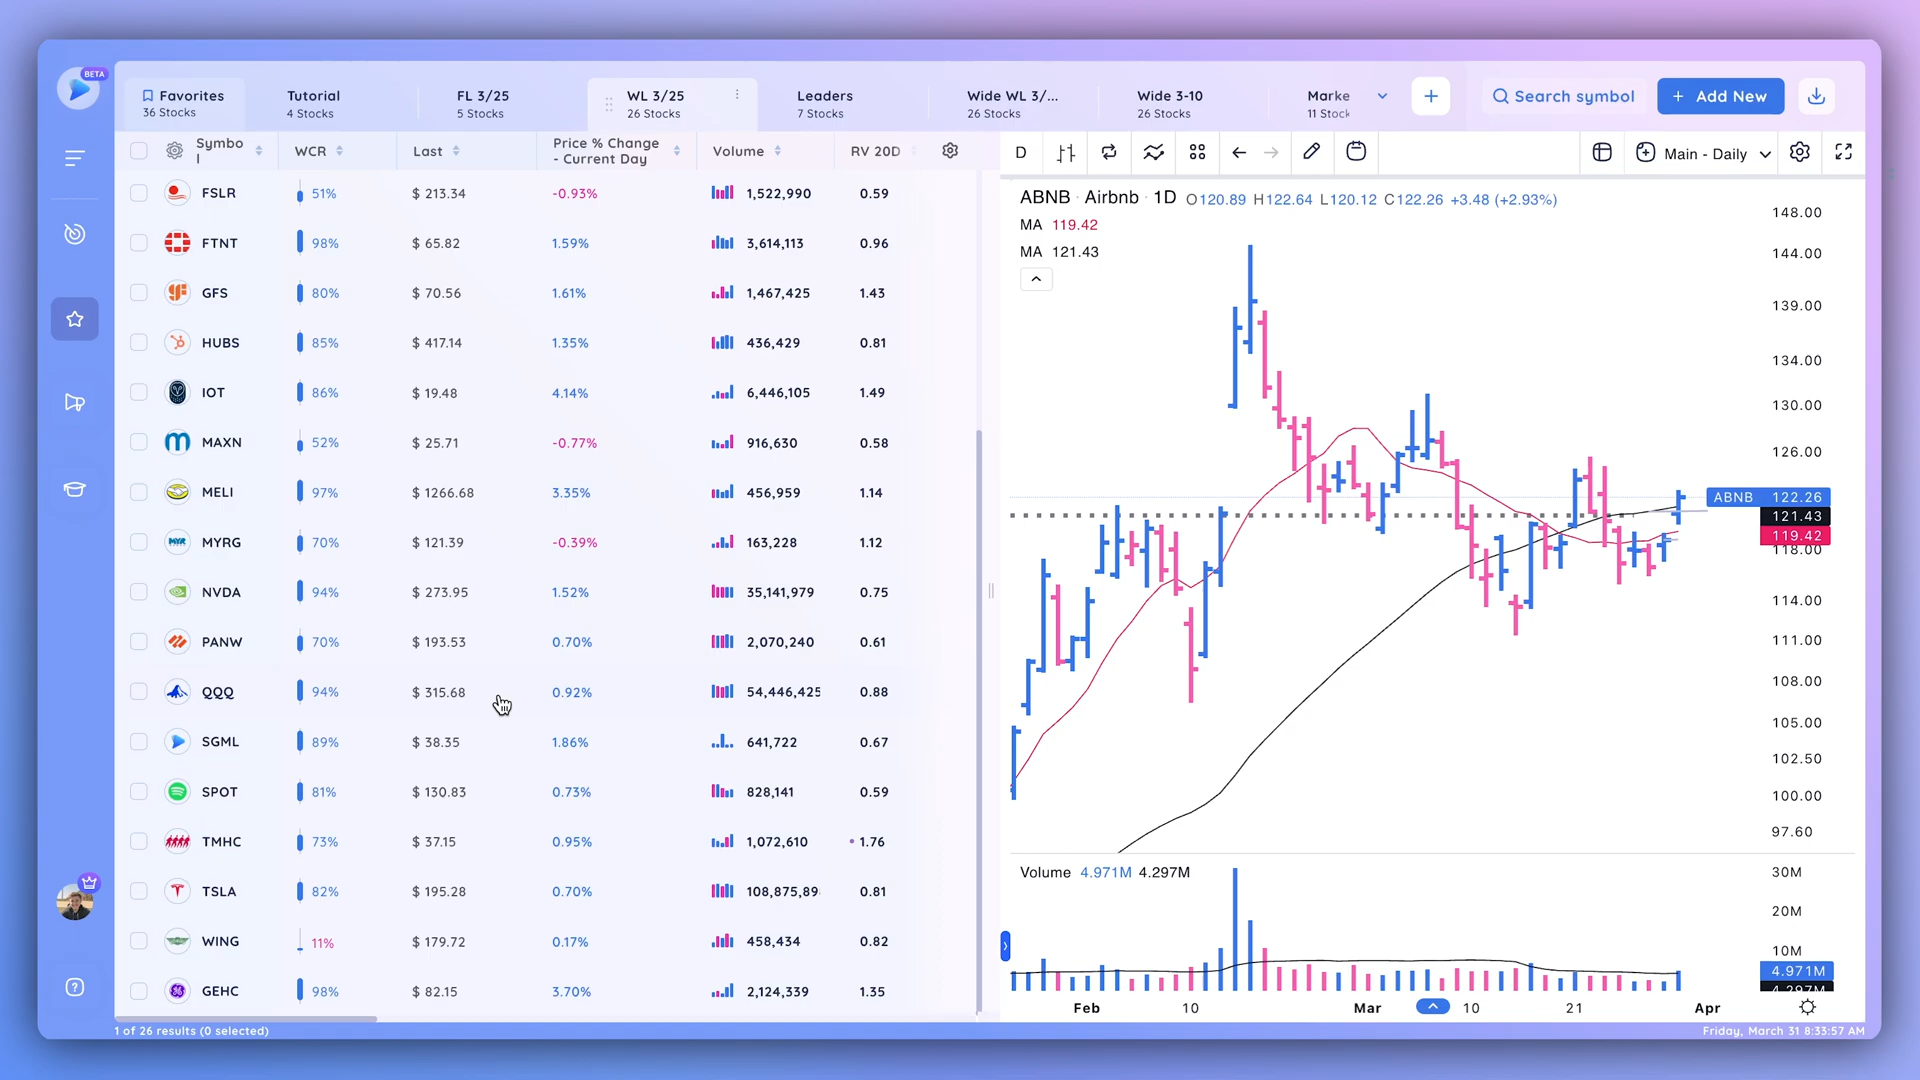 BETA
Favorites
36 Stocks
Tutorial
4 Stocks
FL 3/25
5 Stocks
WL 3/25
26 Stocks
Leaders
7 Stocks
Wide WL 3/...
26 Stocks
Wide 3-10
26 Stocks
Marke
11 Stock
+
Search symbol
+ Add New
Symbo
l
WCR
Last
Price % Change
- Current Day
Volume
RV 20D
D
Main - Daily
FSLR 51% $ 213.34 -0.93% 1,522,990 0.59
FTNT 98% $ 65.82 1.59% 3,614,113 0.96
GFS 80% $ 70.56 1.61% 1,467,425 1.43
HUBS 85% $ 417.14 1.35% 436,429 0.81
IOT 86% $ 19.48 4.14% 6,446,105 1.49
MAXN 52% $ 25.71 -0.77% 916,630 0.58
MELI 97% $ 1266.68 3.35% 456,959 1.14
MYR
MYRG 70% $ 121.39 -0.39% 163,228 1.12
NVDA 94% $ 273.95 1.52% 35,141,979 0.75
PANW 70% $ 193.53 0.70% 2,070,240 0.61
QQQ 94% $ 315.68 0.92% 54,446,425 0.88
SGML 89% $ 38.35 1.86% 641,722 0.67
SPOT 81% $ 130.83 0.73% 828,141 0.59
TMHC 73% $ 37.15 0.95% 1,072,610 1.76
TSLA 82% $ 195.28 0.70% 108,875,89
0.81
WING 11% $ 179.72 0.17% 458,434 0.82
GEHC 98% $ 82.15 3.70% 2,124,339 1.35
1 of 26 results (0 selected)
ABNB · Airbnb · 1D O120.89 H122.64 L120.12 C122.26 +3.48 (+2.93%)
MA 119.42
MA 121.43
148.00
144.00
139.00
134.00
130.00
126.00
ABNB 122.26
121.43
119.42
118.00
114.00
111.00
108.00
105.00
102.50
100.00
97.60
Volume 4.971M 4.297M
30M
20M
10M
4.971M
4.297M
Feb 10 Mar 10 21 Apr
Friday, March 31 8:33:57 AM